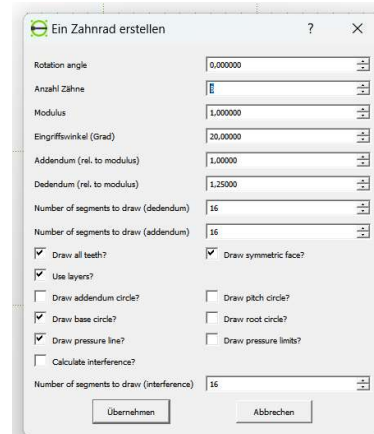 Ein Zahnrad erstellen ? ×
Rotation angle 0,000000
Anzahl Zähne
Modulus 1,000000
Eingriffswinkel (Grad) 20,00000
Addendum (rel. to modulus) 1,00000
Dedendum (rel. to modulus) 1,25000
Number of segments to draw (dedendum) 16
Number of segments to draw (addendum) 16
Draw all teeth? Draw symmetric face?
Use layers?
Draw addendum circle? Draw pitch circle?
Draw base circle? Draw root circle?
Draw pressure line? Draw pressure limits?
Calculate interference?
Number of segments to draw (interference) 16
Übernehmen Abbrechen